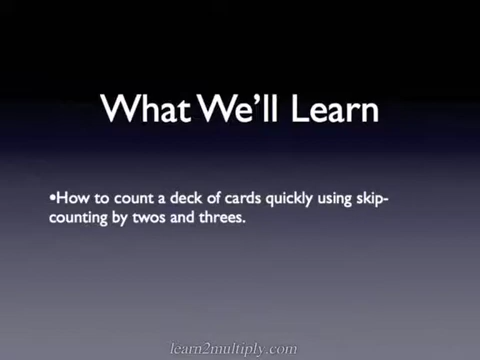 What We'll Learn
•How to count a deck of cards quickly using skip-
counting by twos and threes.
learn2multiply.com